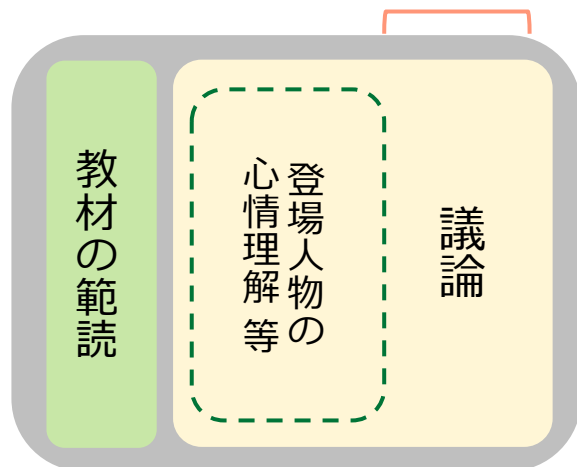 教材の範読
登場人物の
心情理解 等
議論